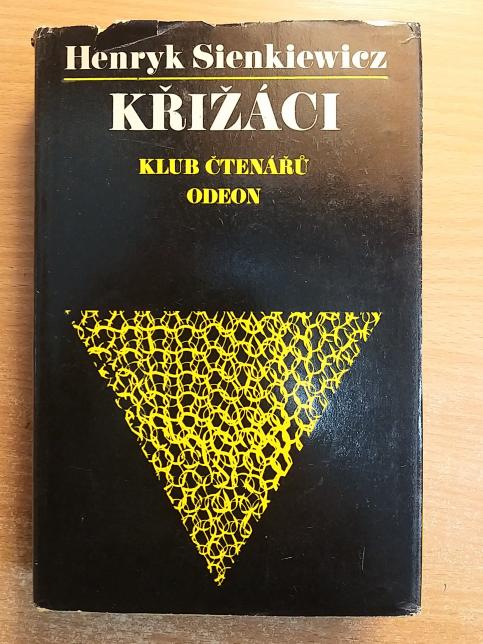 Henryk Sienkiewicz
KŘIŽÁCI
KLUB ČTENÁŘŮ
ODEON